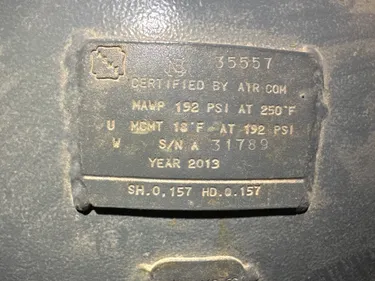 35557
CERTIFIED BY AIR COM
MAWP 192 PSI AT 250°F
U MDMT 18°F AT 192 PSI
W S/N A 31789
YEAR 2013
SH.0,157 HD.0.157